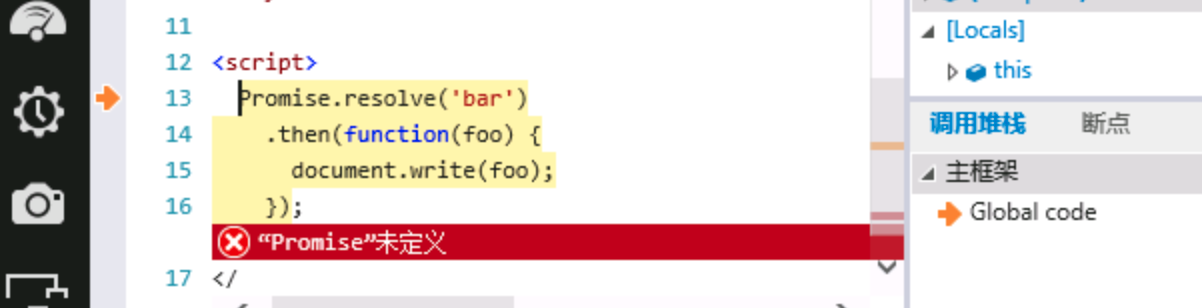 11
12 <script>
13 Promise.resolve('bar')
14 .then(function(foo) {
15 document.write(foo);
16 });
“Promise”未定义
17 </
[Locals]
this
调用堆栈 断点
主框架
Global code